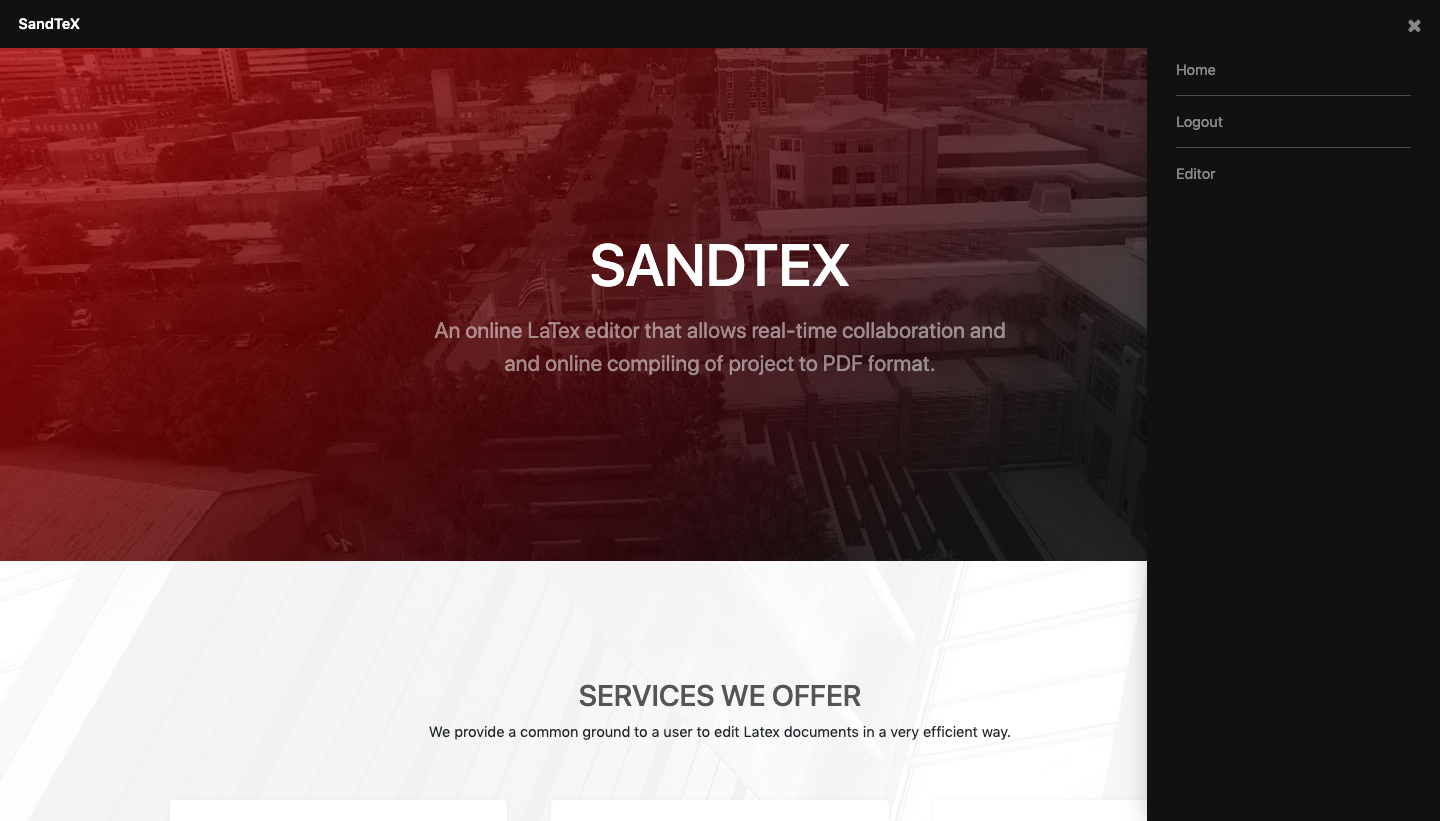 SandTeX
Home
Logout
Editor
SANDTEX
An online LaTex editor that allows real-time collaboration and
and online compiling of project to PDF format.
SERVICES WE OFFER
We provide a common ground to a user to edit Latex documents in a very efficient way.